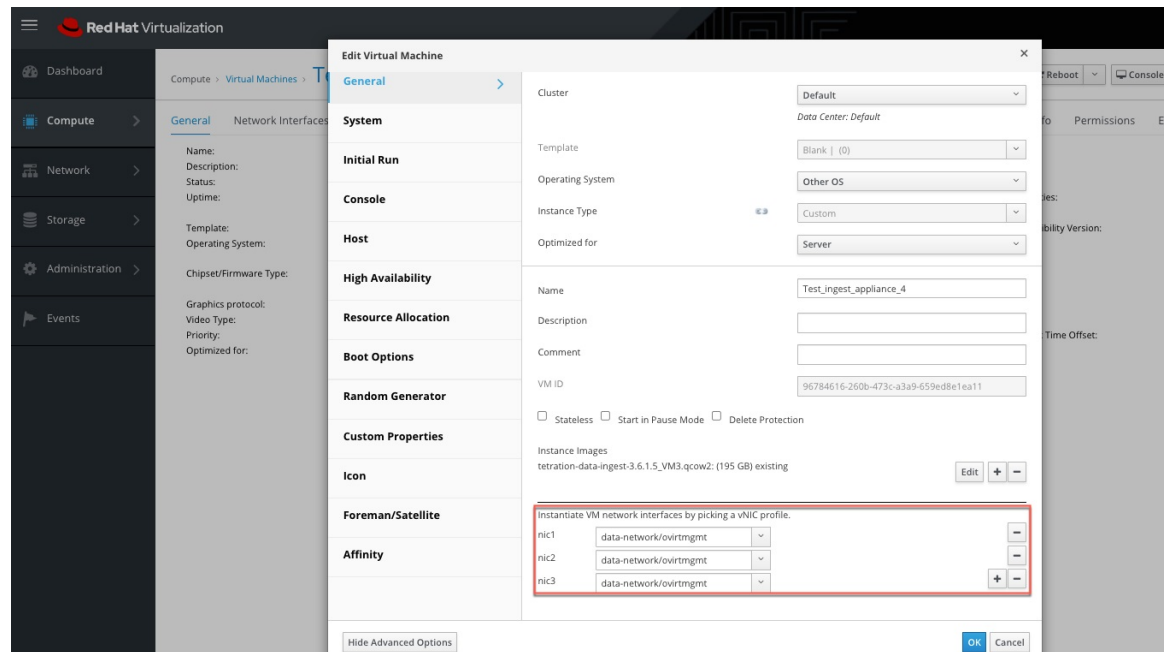 Red Hat Virtualization
Dashboard
Compute
Network
Storage
Administration
Events
Compute > Virtual Machines >
Reboot
Console
General Network Interfaces
Permissions
Name:
Description:
Status:
Uptime:
Template:
Operating System:
Chipset/Firmware Type:
Graphics protocol:
Video Type:
Priority:
Optimized for:
Time Offset:
Edit Virtual Machine
General
System
Initial Run
Console
Host
High Availability
Resource Allocation
Boot Options
Random Generator
Custom Properties
Icon
Foreman/Satellite
Affinity
Cluster Default
Data Center: Default
Template Blank | (0)
Operating System Other OS
Instance Type Custom
Optimized for Server
Name Test_ingest_appliance_4
Description
Comment
VM ID 96784616-260b-473c-a3a9-659ed8e1ea11
Stateless Start in Pause Mode Delete Protection
Instance Images
tetration-data-ingest-3.6.1.5_VM3.qcow2: (195 GB) existing
Edit + −
Instantiate VM network interfaces by picking a vNIC profile.
nic1 data-network/ovirtmgmt −
nic2 data-network/ovirtmgmt −
nic3 data-network/ovirtmgmt + −
Hide Advanced Options
OK Cancel